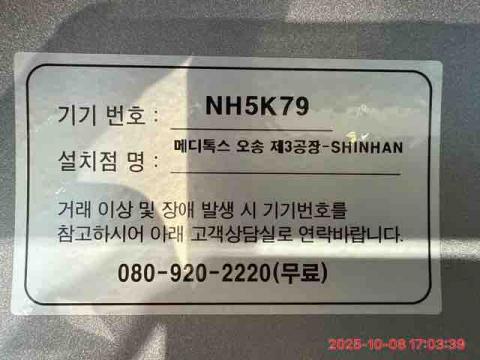 기기 번호 : NH5K79
설치점 명 : 메디톡스 오송 제3공장-SHINHAN
거래 이상 및 장애 발생 시 기기번호를
참고하시어 아래 고객상담실로 연락바랍니다.
080-920-2220(무료)
2025-10-08 17:03:39